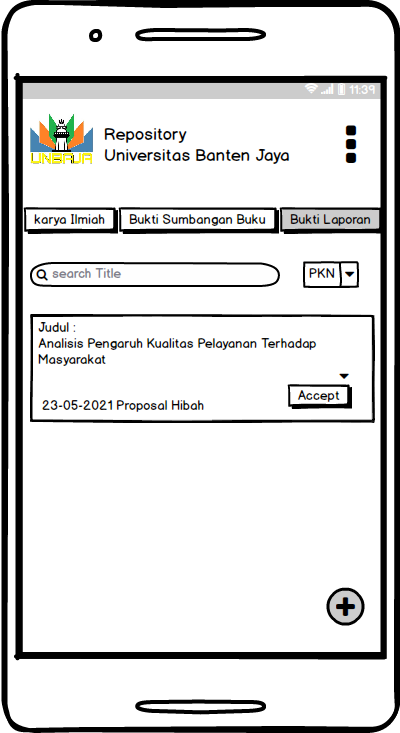 11:39
UNBAJA
Repository
Universitas Banten Jaya
karya Ilmiah Bukti Sumbangan Buku Bukti Laporan
search Title PKN
Judul :
Analisis Pengaruh Kualitas Pelayanan Terhadap
Masyarakat
Accept
23-05-2021 Proposal Hibah